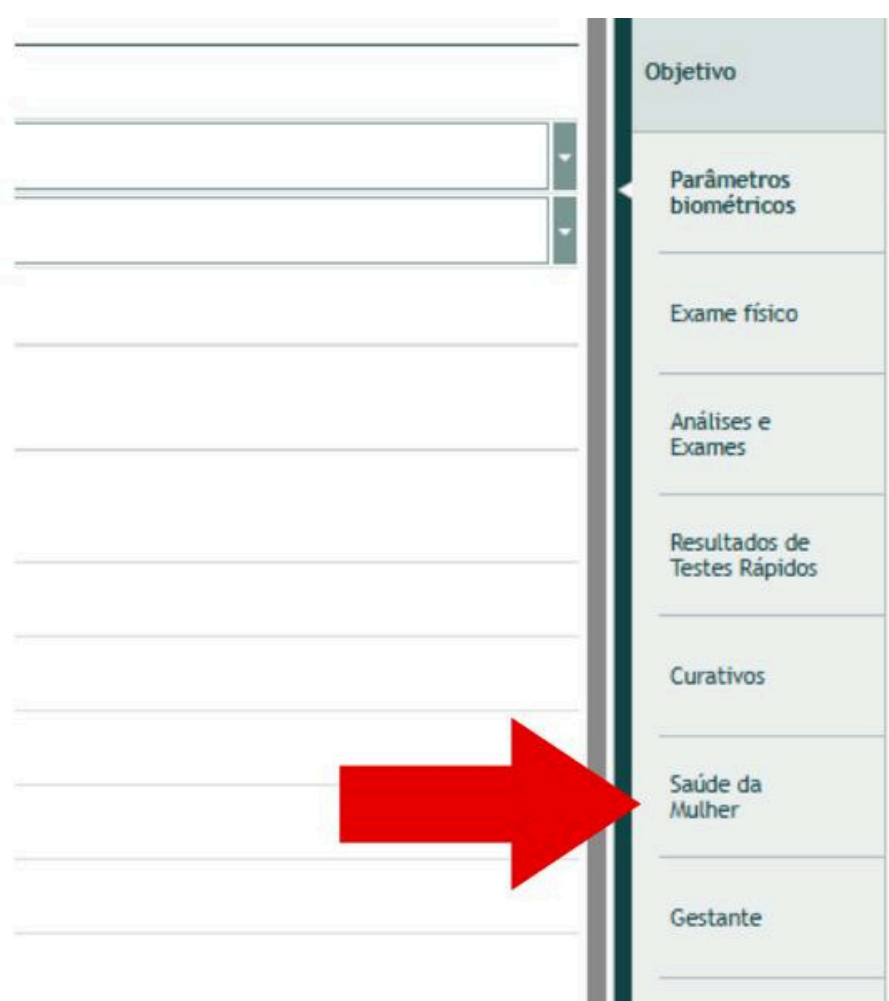 Objetivo
Parâmetros
biométricos
Exame físico
Análises e
Exames
Resultados de
Testes Rápidos
Curativos
Saúde da
Mulher
Gestante